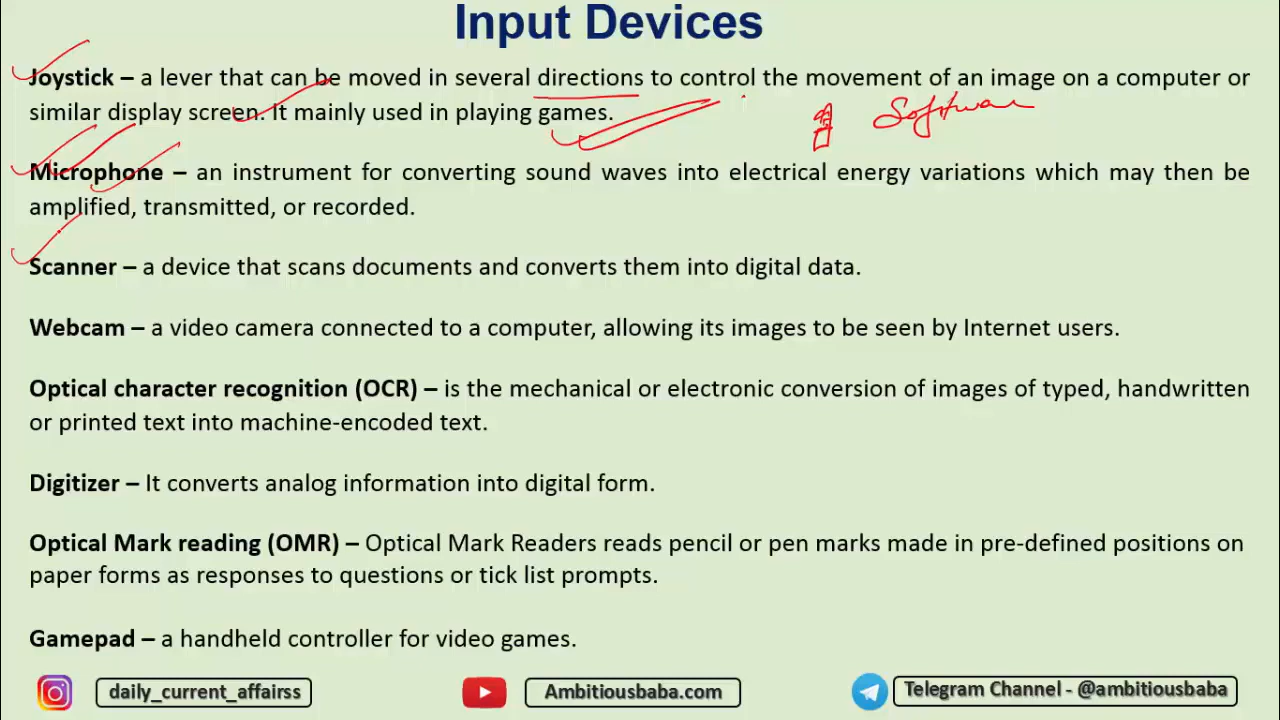 Input Devices
Joystick – a lever that can be moved in several directions to control the movement of an image on a computer or
similar display screen. It mainly used in playing games.
Software
Microphone – an instrument for converting sound waves into electrical energy variations which may then be
amplified, transmitted, or recorded.
Scanner – a device that scans documents and converts them into digital data.
Webcam – a video camera connected to a computer, allowing its images to be seen by Internet users.
Optical character recognition (OCR) – is the mechanical or electronic conversion of images of typed, handwritten
or printed text into machine-encoded text.
Digitizer – It converts analog information into digital form.
Optical Mark reading (OMR) – Optical Mark Readers reads pencil or pen marks made in pre-defined positions on
paper forms as responses to questions or tick list prompts.
Gamepad – a handheld controller for video games.
daily_current_affairss
Ambitiousbaba.com
Telegram Channel - @ambitiousbaba